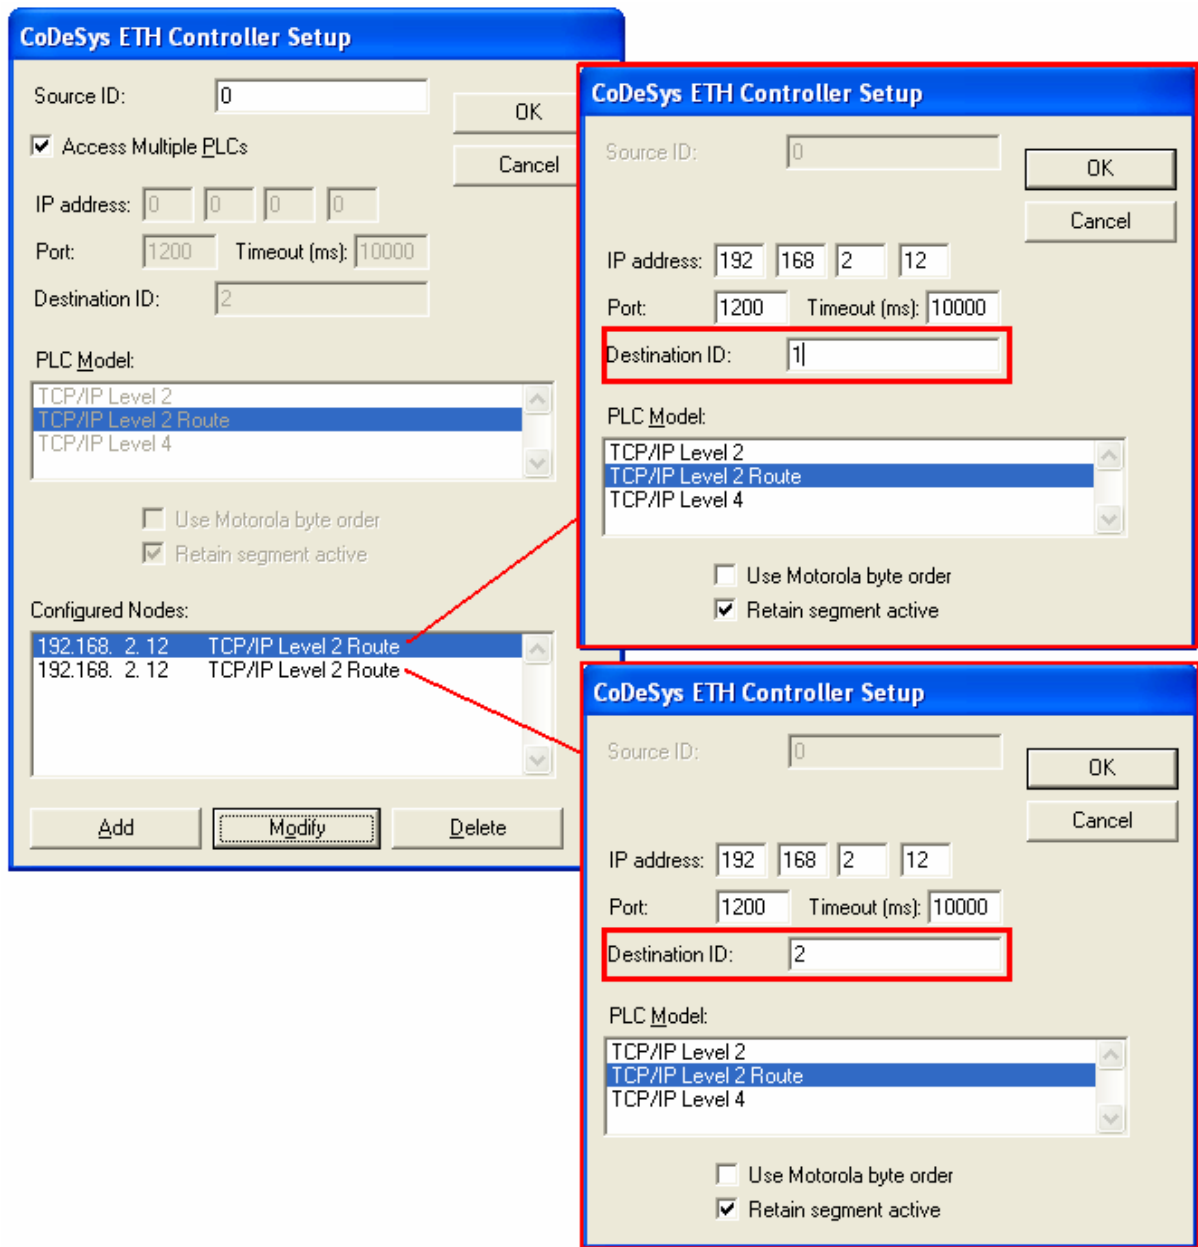 CoDeSys ETH Controller Setup
Source ID: 0
OK
Access Multiple PLCs
Cancel
IP address: 0 0 0 0
Port: 1200 Timeout (ms): 10000
Destination ID: 2
PLC Model:
TCP/IP Level 2
TCP/IP Level 2 Route
TCP/IP Level 4
Use Motorola byte order
Retain segment active
Configured Nodes:
192.168. 2. 12 TCP/IP Level 2 Route
192.168. 2. 12 TCP/IP Level 2 Route
Add Modify Delete
CoDeSys ETH Controller Setup
Source ID: 0
OK
Cancel
IP address: 192 168 2 12
Port: 1200 Timeout (ms): 10000
Destination ID: 1
PLC Model:
TCP/IP Level 2
TCP/IP Level 2 Route
TCP/IP Level 4
Use Motorola byte order
Retain segment active
CoDeSys ETH Controller Setup
Source ID: 0
OK
Cancel
IP address: 192 168 2 12
Port: 1200 Timeout (ms): 10000
Destination ID: 2
PLC Model:
TCP/IP Level 2
TCP/IP Level 2 Route
TCP/IP Level 4
Use Motorola byte order
Retain segment active